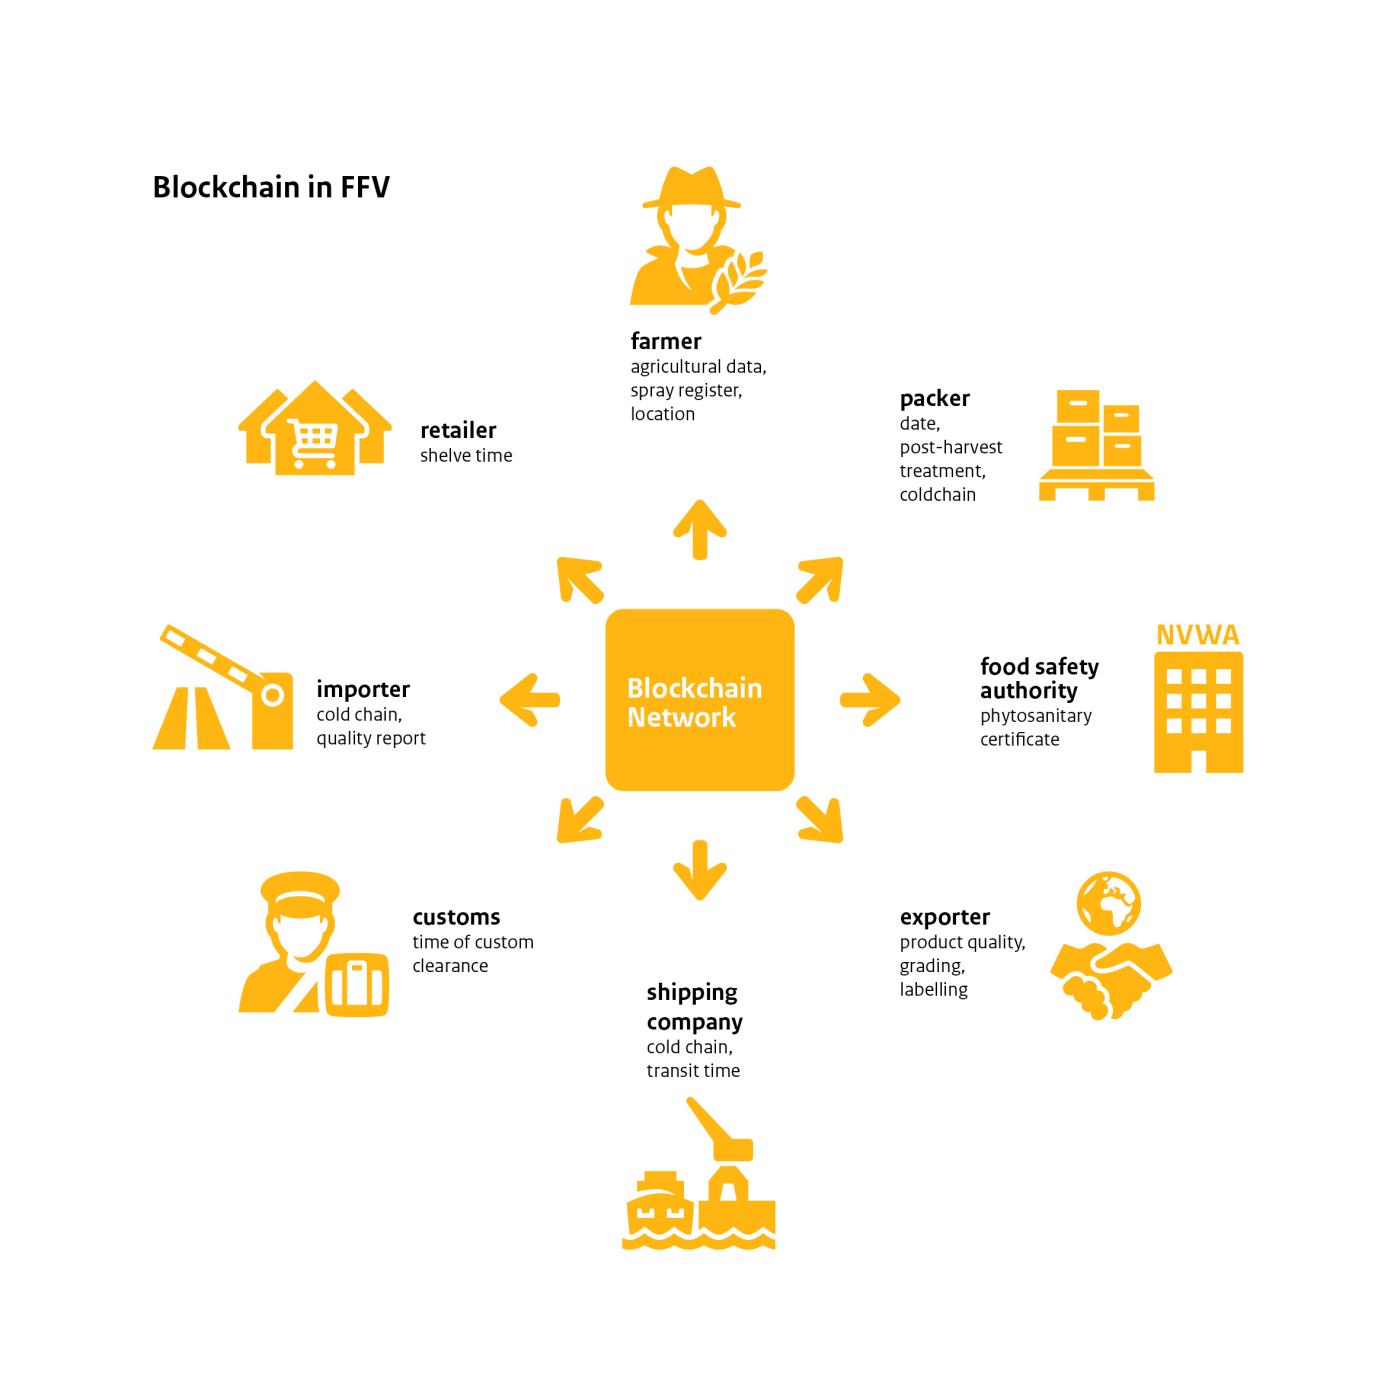 Blockchain in FFV
farmer
agricultural data,
spray register,
location
packer
date,
post-harvest
treatment,
coldchain
NVWA
food safety
authority
phytosanitary
certificate
exporter
product quality,
grading,
labelling
shipping
company
cold chain,
transit time
customs
time of custom
clearance
importer
cold chain,
quality report
retailer
shelve time
Blockchain
Network